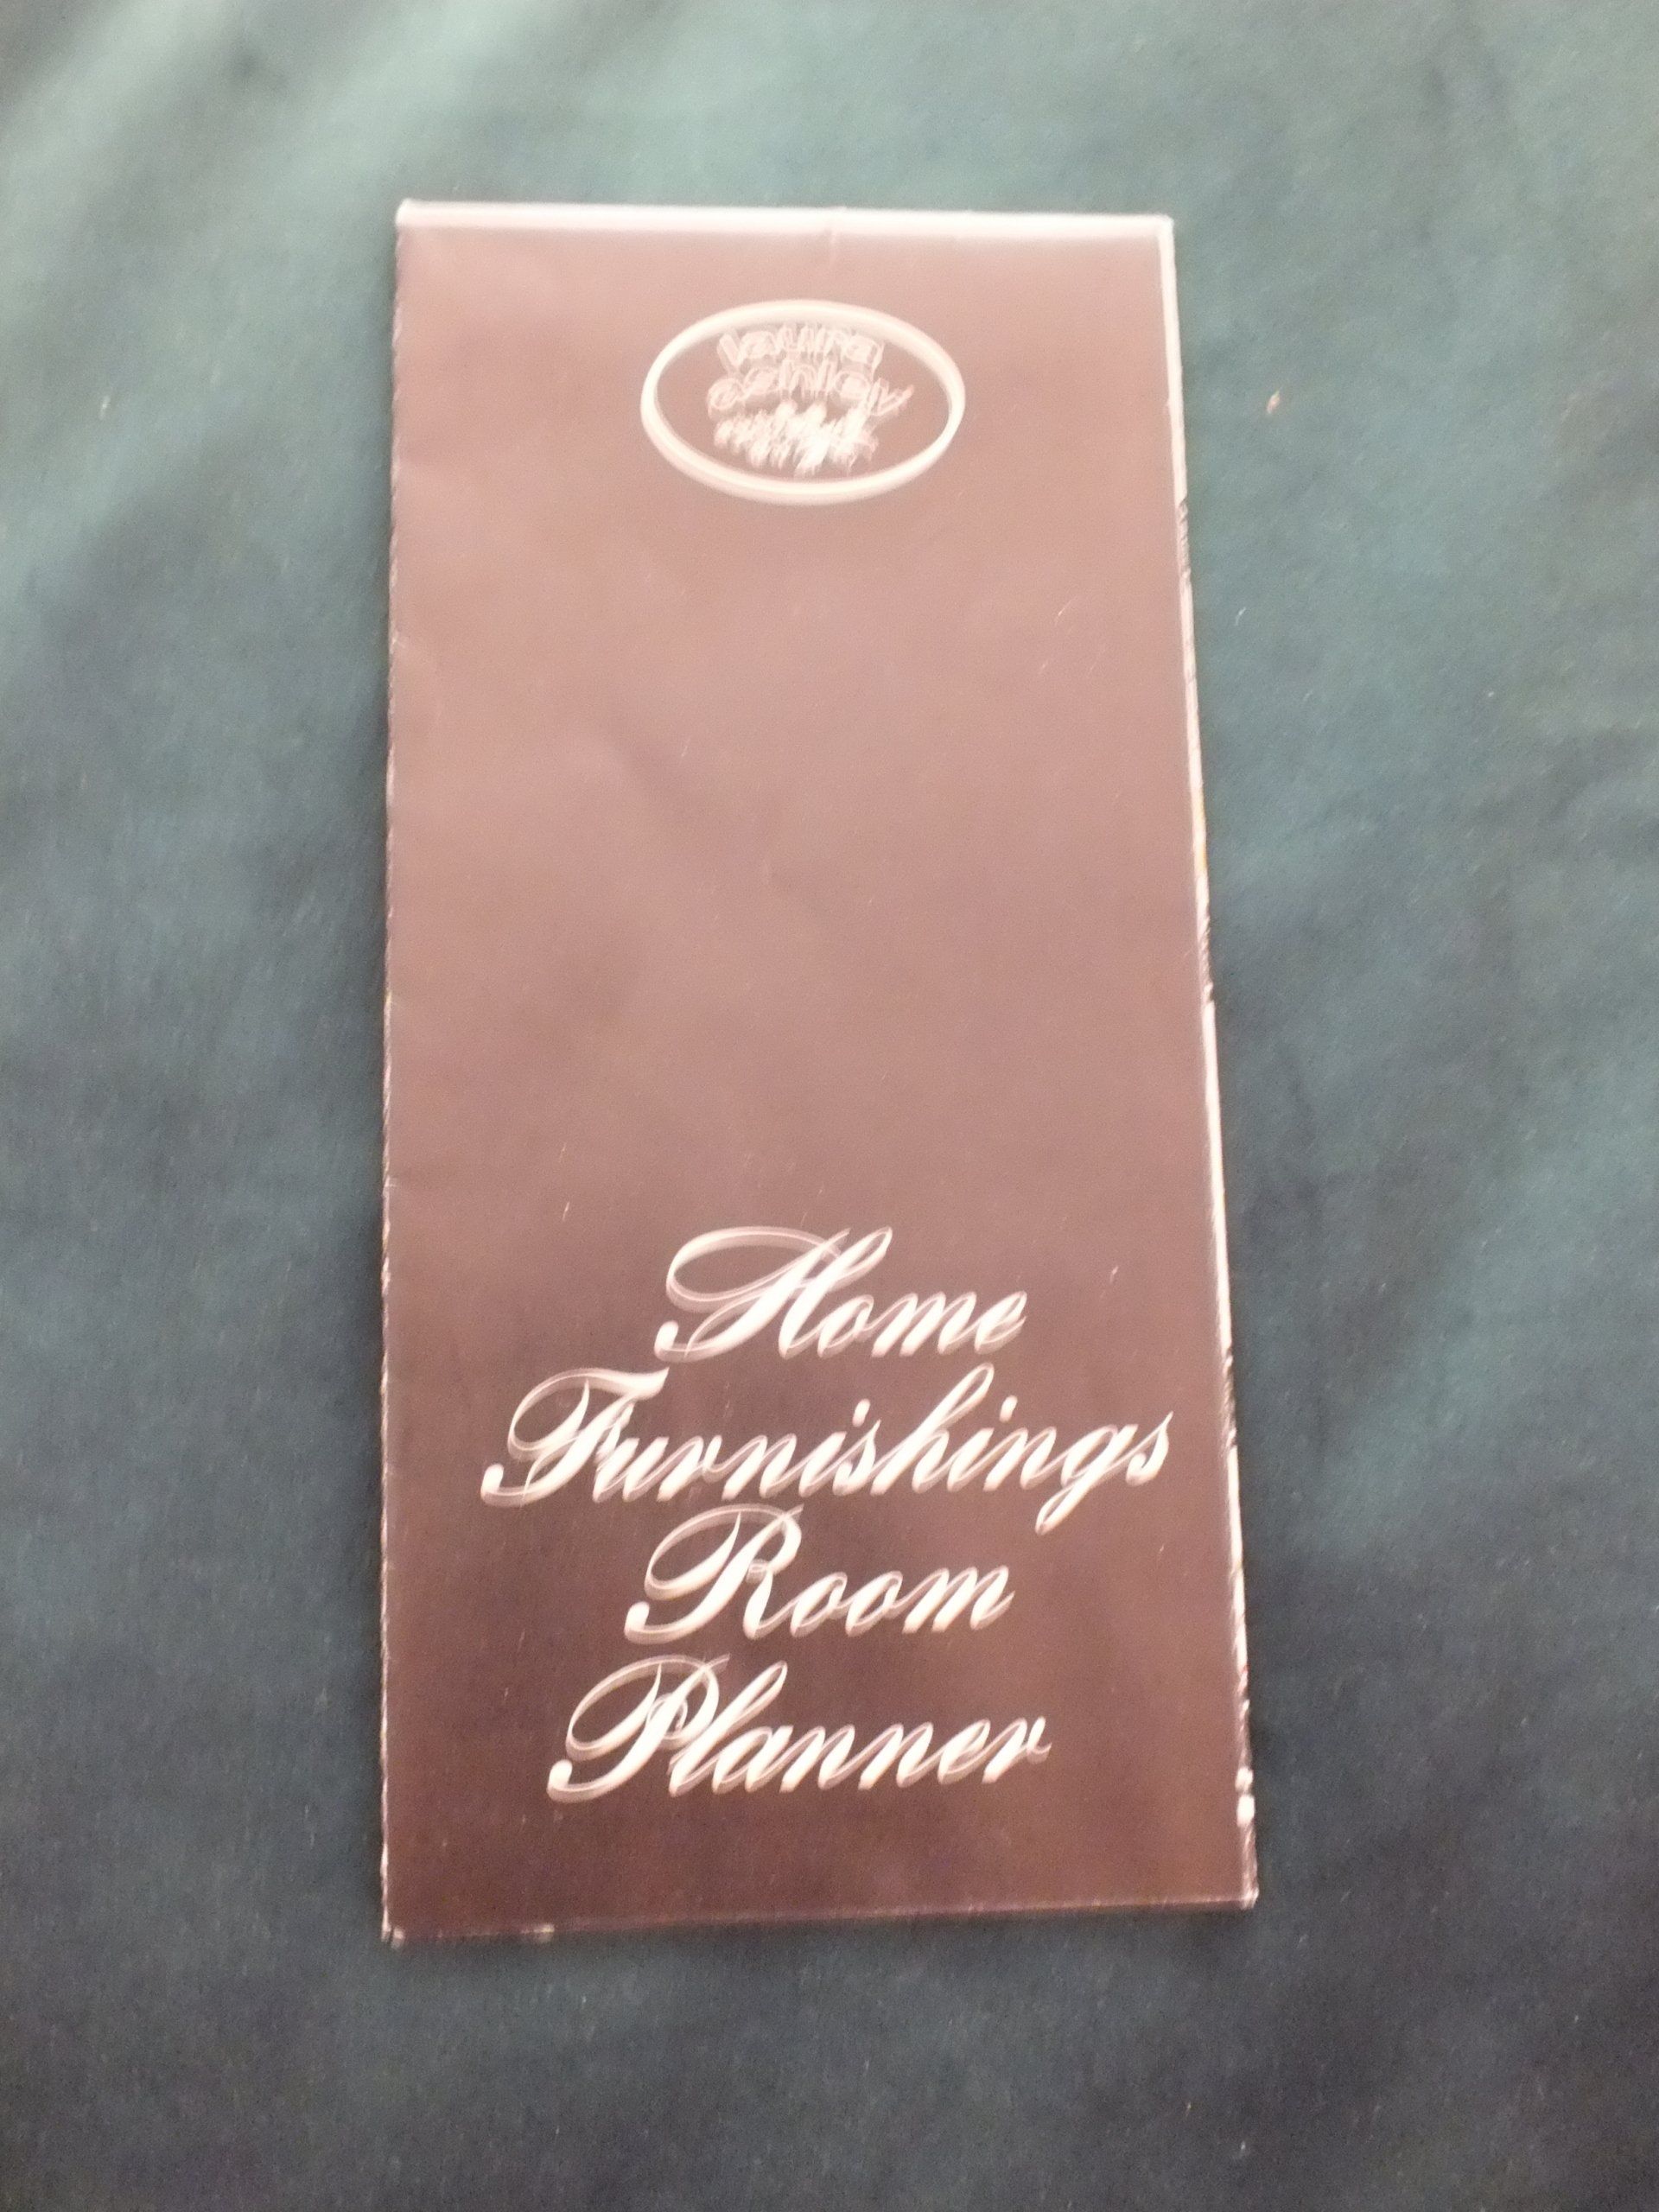 laura
ashley
Home
Furnishings
Room
Planner